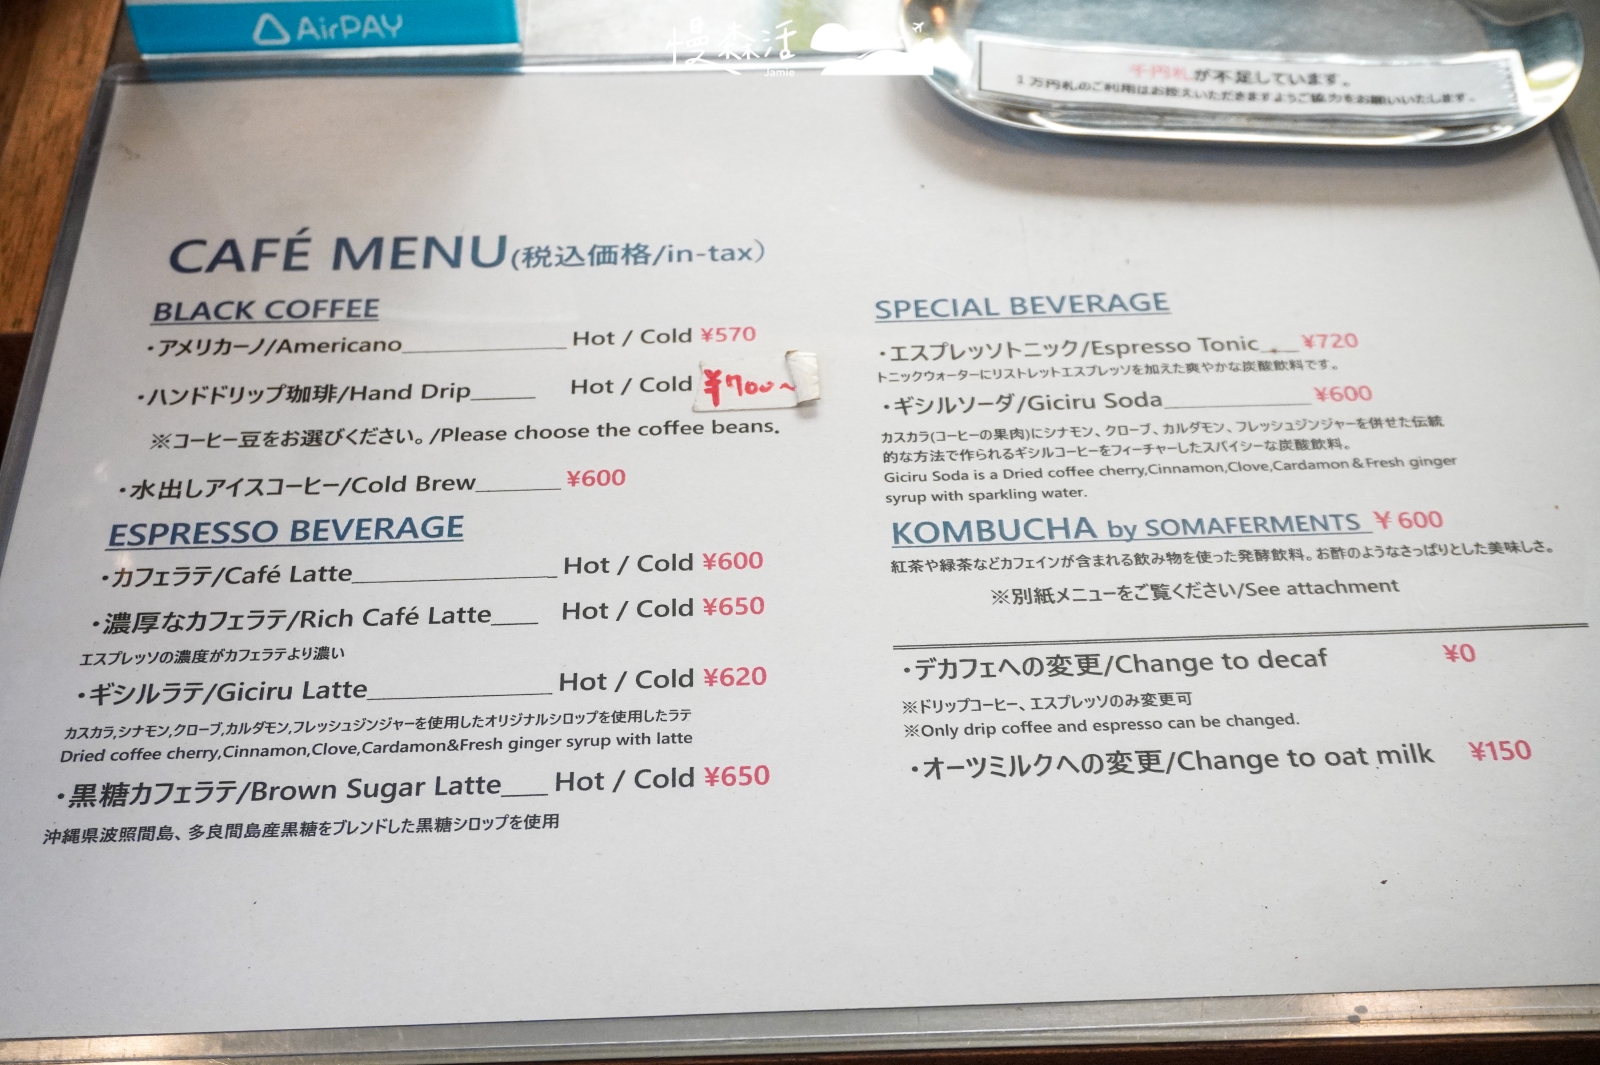 AirPAY
慢森活
Jamie
千円札が不足しています。
1万円札のご利用はお控えいただきますようご協力をお願いいたします。
CAFÉ MENU(税込価格/in-tax)
BLACK COFFEE
・アメリカーノ/Americano Hot / Cold ¥570
・ハンドドリップ珈琲/Hand Drip Hot / Cold ¥700~
※コーヒー豆をお選びください。/Please choose the coffee beans.
・水出しアイスコーヒー/Cold Brew ¥600
ESPRESSO BEVERAGE
・カフェラテ/Café Latte Hot / Cold ¥600
・濃厚なカフェラテ/Rich Café Latte Hot / Cold ¥650
エスプレッソの濃度がカフェラテより濃い
・ギシルラテ/Giciru Latte Hot / Cold ¥620
カスカラ,シナモン,クローブ,カルダモン,フレッシュジンジャーを使用したオリジナルシロップを使用したラテ
Dried coffee cherry,Cinnamon,Clove,Cardamon&Fresh ginger syrup with latte
・黒糖カフェラテ/Brown Sugar Latte Hot / Cold ¥650
沖縄県波照間島、多良間島産黒糖をブレンドした黒糖シロップを使用
SPECIAL BEVERAGE
・エスプレッソトニック/Espresso Tonic ¥720
トニックウォーターにリストレットエスプレッソを加えた爽やかな炭酸飲料です。
・ギシルソーダ/Giciru Soda ¥600
カスカラ(コーヒーの果肉)にシナモン、クローブ、カルダモン、フレッシュジンジャーを併せた伝統
的な方法で作られるギシルコーヒーをフィーチャーしたスパイシーな炭酸飲料。
Giciru Soda is a Dried coffee cherry,Cinnamon,Clove,Cardamon&Fresh ginger
syrup with sparkling water.
KOMBUCHA by SOMAFERMENTS ¥600
紅茶や緑茶などカフェインが含まれる飲み物を使った発酵飲料。お酢のようなさっぱりとした美味しさ。
※別紙メニューをご覧ください/See attachment
・デカフェへの変更/Change to decaf ¥0
※ドリップコーヒー、エスプレッソのみ変更可
※Only drip coffee and espresso can be changed.
・オーツミルクへの変更/Change to oat milk ¥150